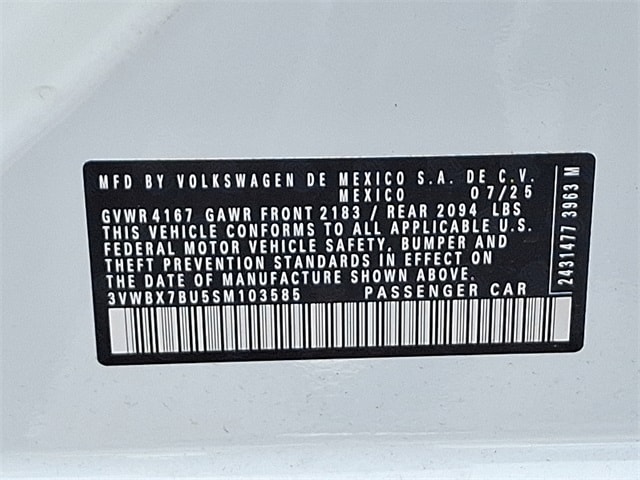 MFD BY VOLKSWAGEN DE MEXICO S.A. DE C.V.
MEXICO 07/25
GVWR 4167 GAWR FRONT 2183 / REAR 2094 LBS
THIS VEHICLE CONFORMS TO ALL APPLICABLE U.S.
FEDERAL MOTOR VEHICLE SAFETY, BUMPER AND
THEFT PREVENTION STANDARDS IN EFFECT ON
THE DATE OF MANUFACTURE SHOWN ABOVE.
3VWBX7BU5SM103585 PASSENGER CAR
2431477 3963 M